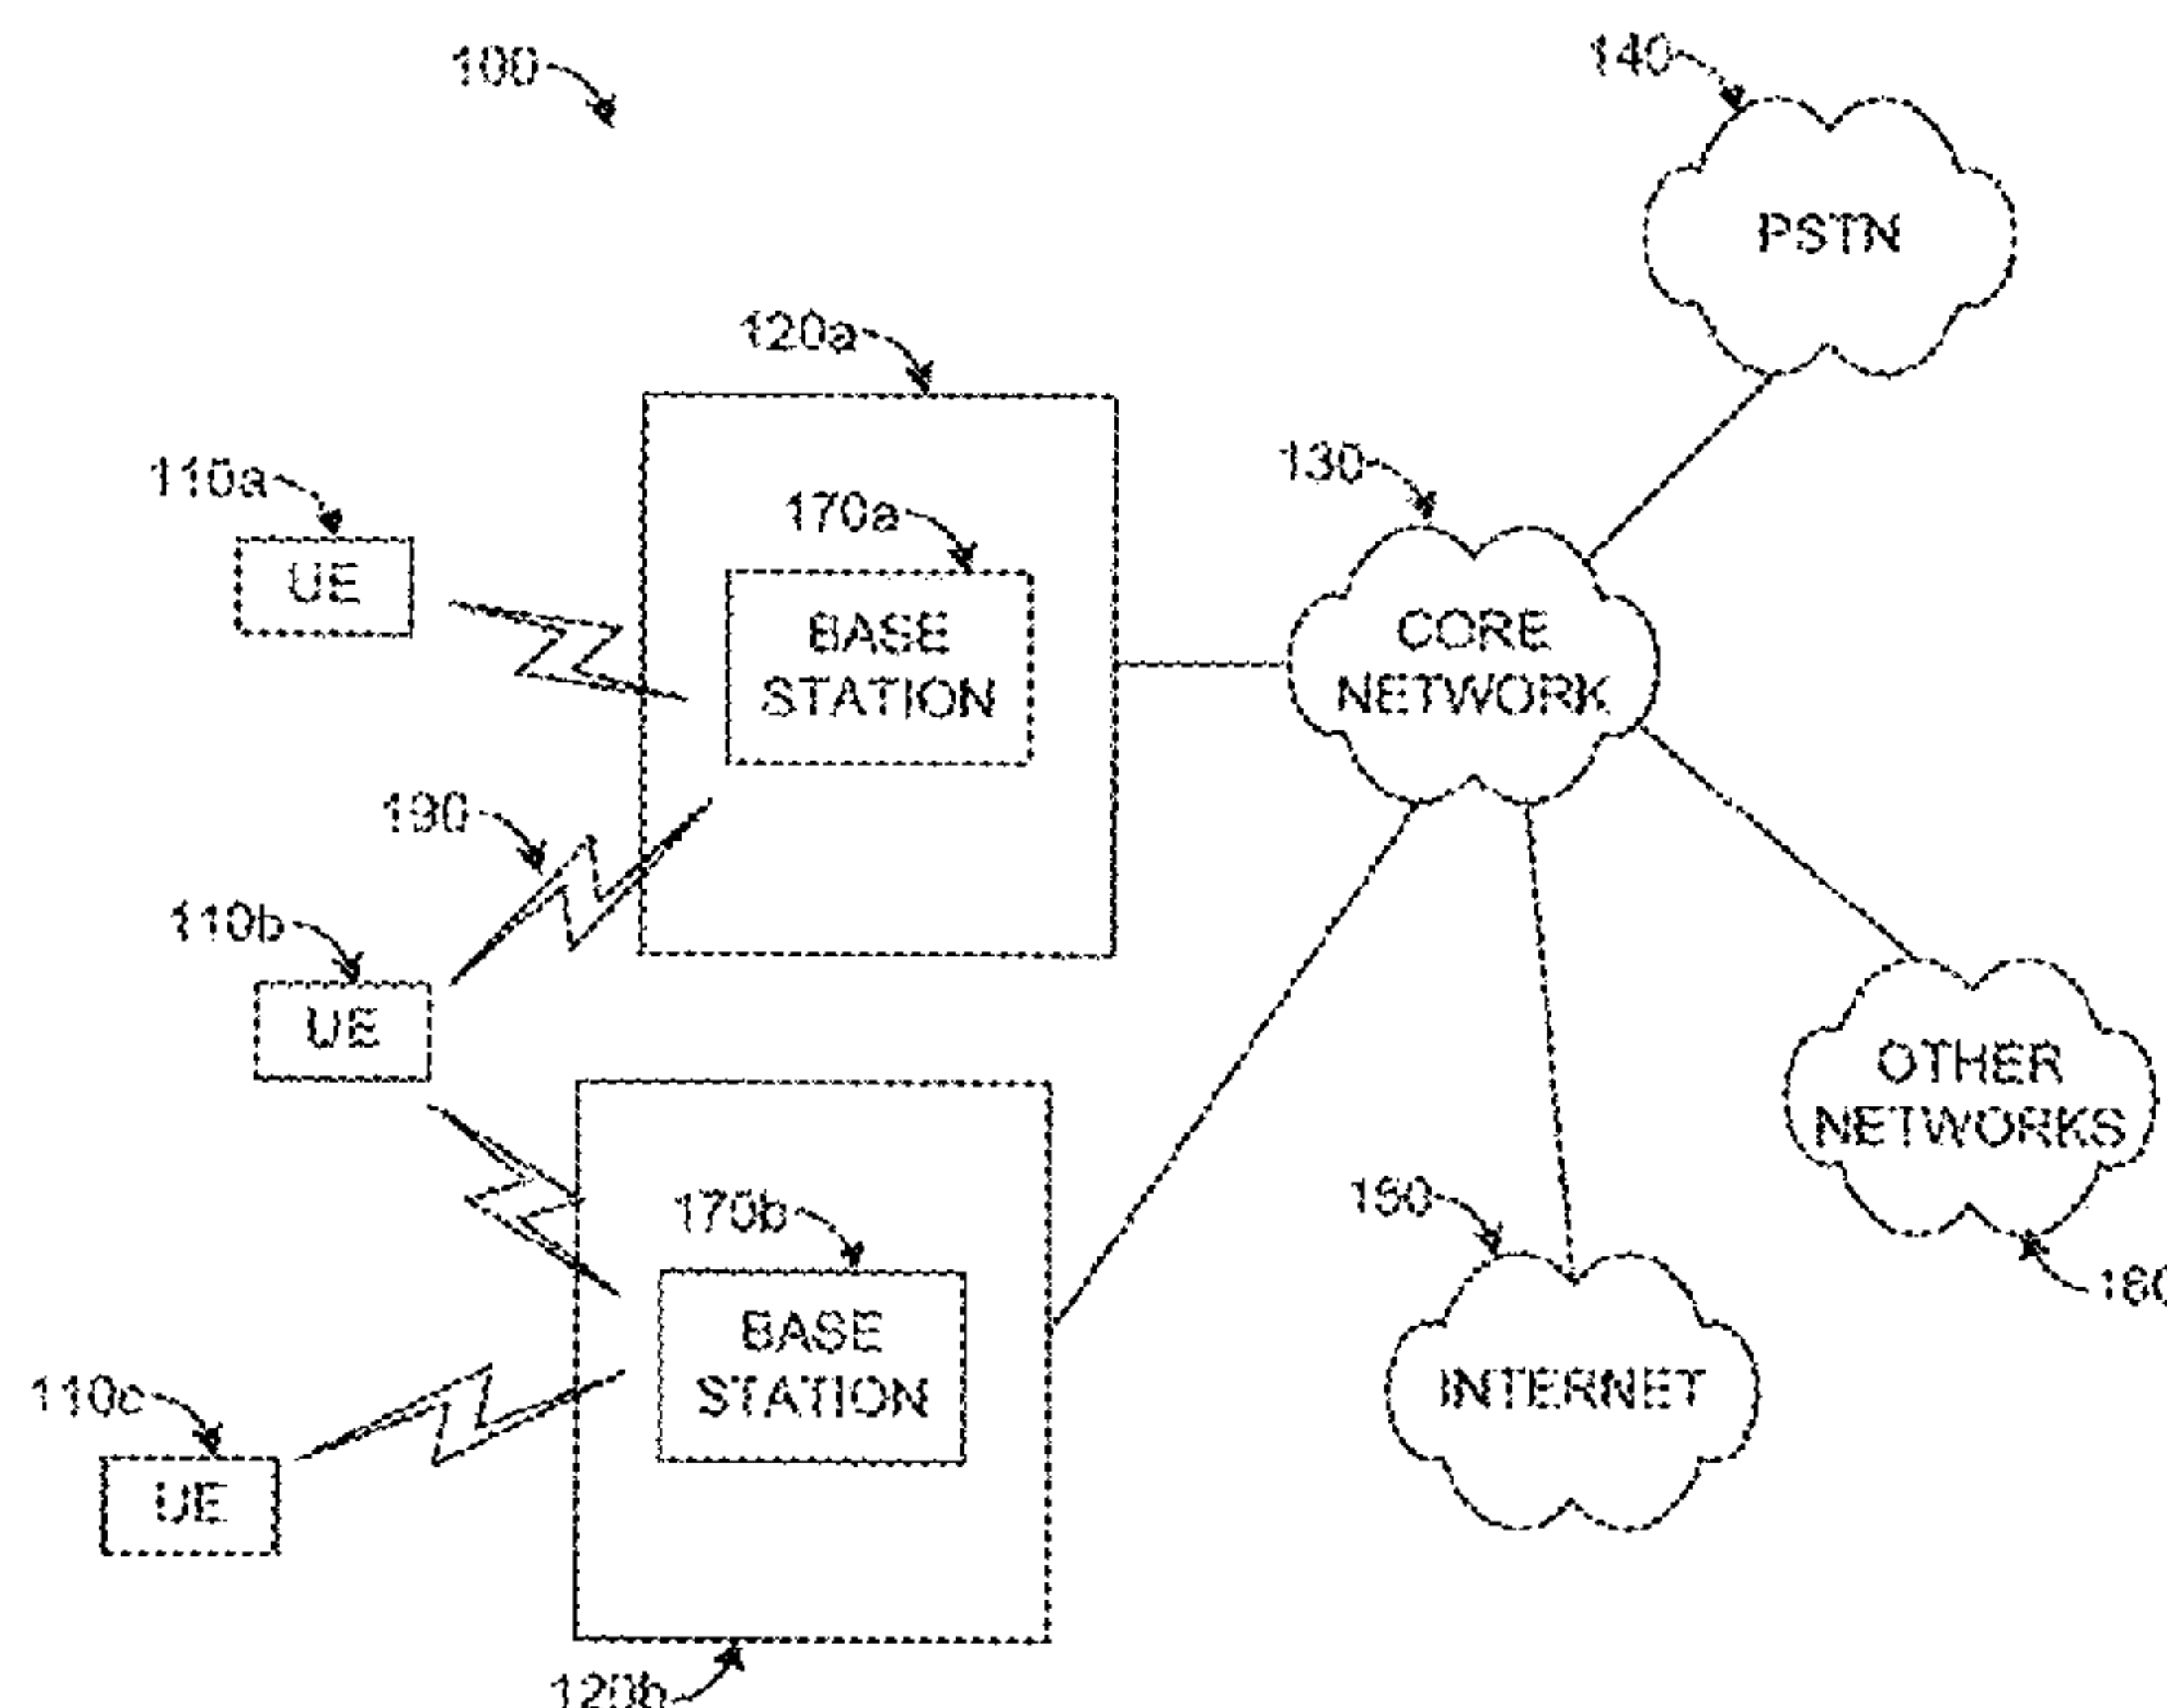 100
140
PSTN
120a
110a
130
170a
UE
BASE
STATION
CORE
NETWORK
190
110b
UE
OTHER
NETWORKS
170b
150
160
BASE
STATION
INTERNET
110c
UE
120b